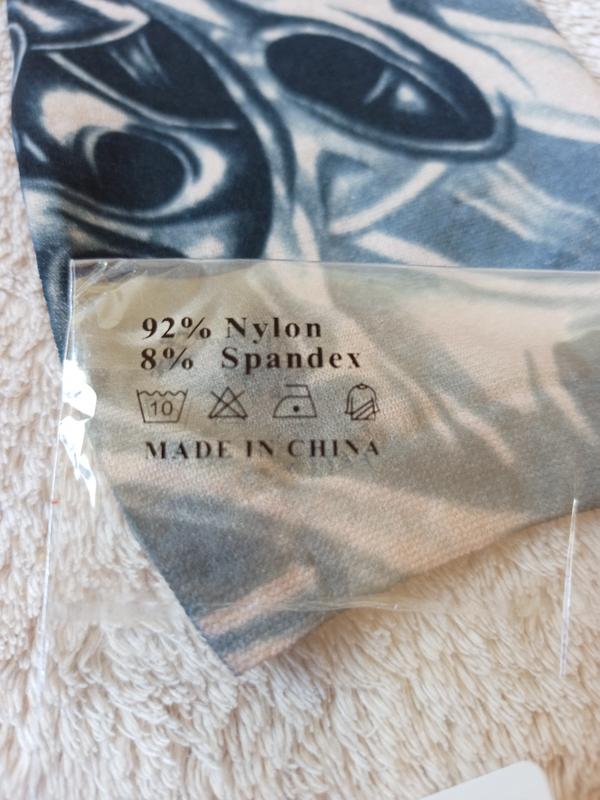 92% Nylon
8% Spandex
10
MADE IN CHINA